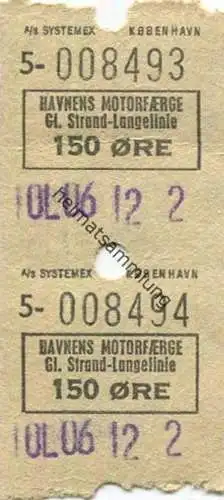 A/s SYSTEMEX KØBENHAVN
5- 008493
HAVNENS MOTORFÆRGE
Gl. Strand-Langelinie
150 ØRE
10L06 12 2
A/s SYSTEMEX KØBENHAVN
5- 008494
HAVNENS MOTORFÆRGE
Gl. Strand-Langelinie
150 ØRE
10L06 12 2
heimatsammlung